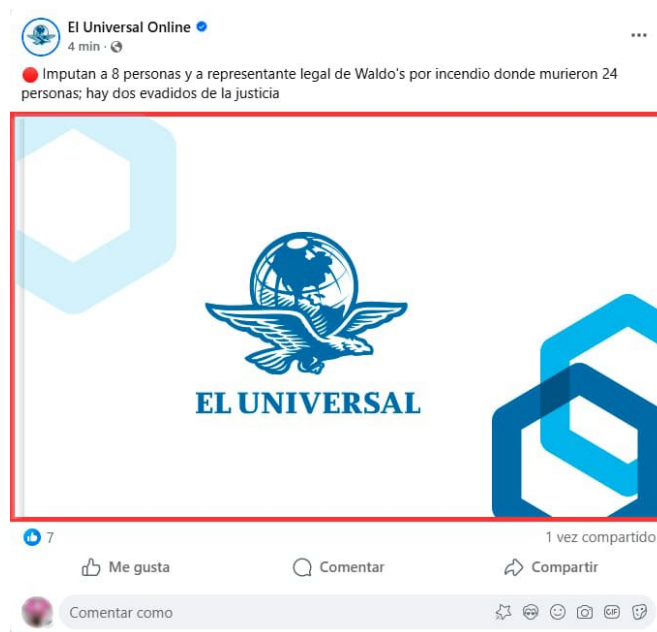 El Universal Online
4 min ·
Imputan a 8 personas y a representante legal de Waldo's por incendio donde murieron 24
personas; hay dos evadidos de la justicia
EL UNIVERSAL
7
1 vez compartido
Me gusta
Comentar
Compartir
Comentar como
GIF